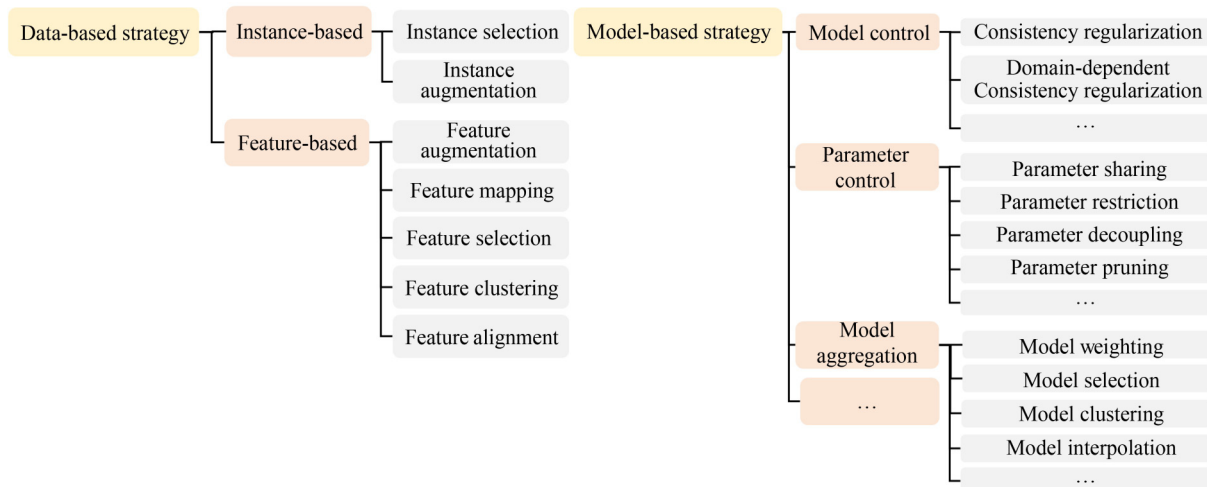 Data-based strategy
Instance-based
Instance selection
Instance
augmentation
Feature-based
Feature
augmentation
Feature mapping
Feature selection
Feature clustering
Feature alignment
Model-based strategy
Model control
Consistency regularization
Domain-dependent
Consistency regularization
…
Parameter
control
Parameter sharing
Parameter restriction
Parameter decoupling
Parameter pruning
…
Model
aggregation
Model weighting
Model selection
Model clustering
Model interpolation
…
…